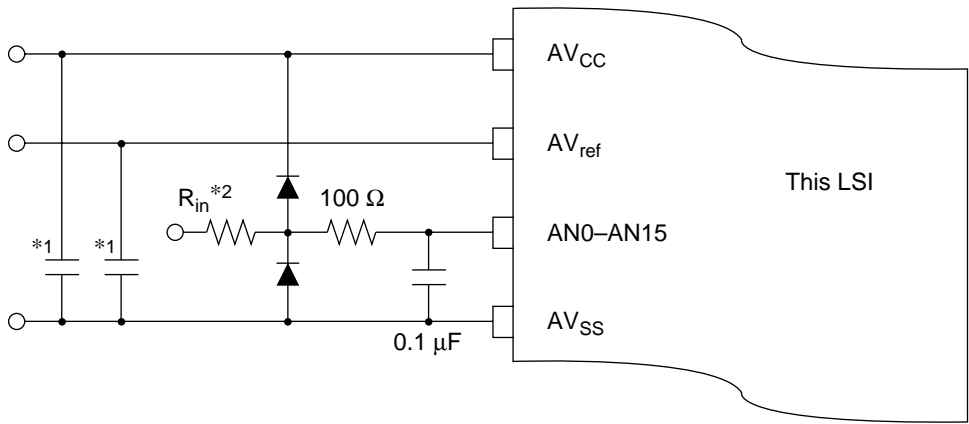 AVCC
AVref
This LSI
Rin*2
100 Ω
AN0–AN15
*1
*1
AVSS
0.1 µF